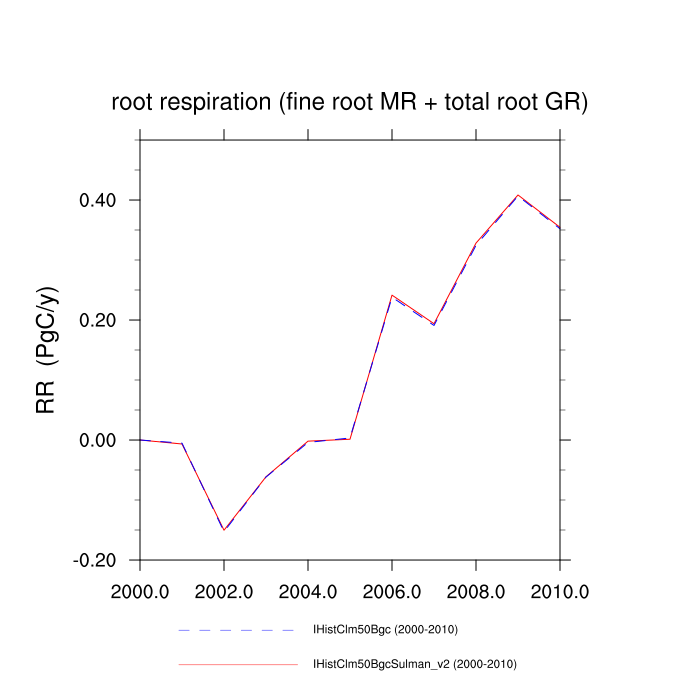 root respiration (fine root MR + total root GR)
RR (PgC/y)
0.40
0.20
0.00
-0.20
2000.0 2002.0 2004.0 2006.0 2008.0 2010.0
IHistClm50Bgc (2000-2010)
IHistClm50BgcSulman_v2 (2000-2010)